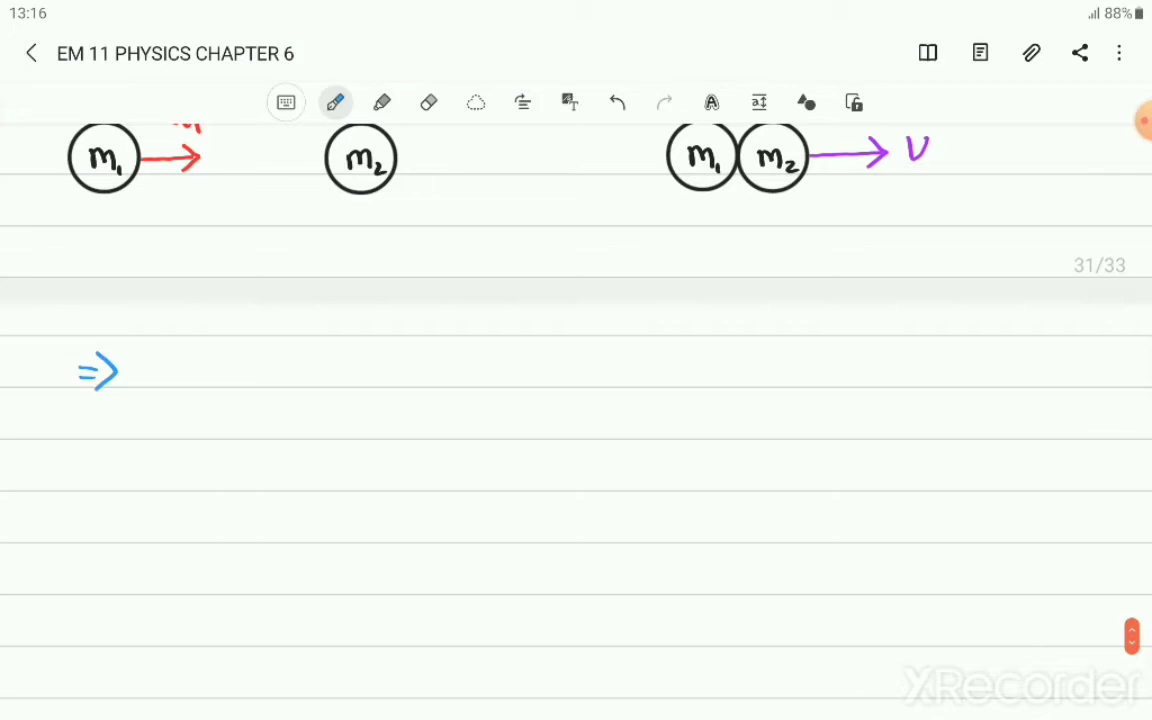 13:16 88%
EM 11 PHYSICS CHAPTER 6
m₁ m₂ m₁ m₂ v
31/33
⇒
XRecorder